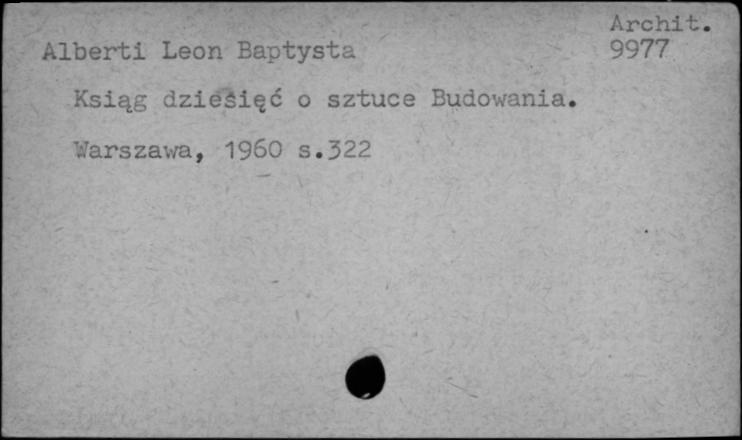 Archit.
Alberti Leon Baptysta 9977
Ksiąg dziesięć o sztuce Budowania.
Warszawa, 1960 s.322